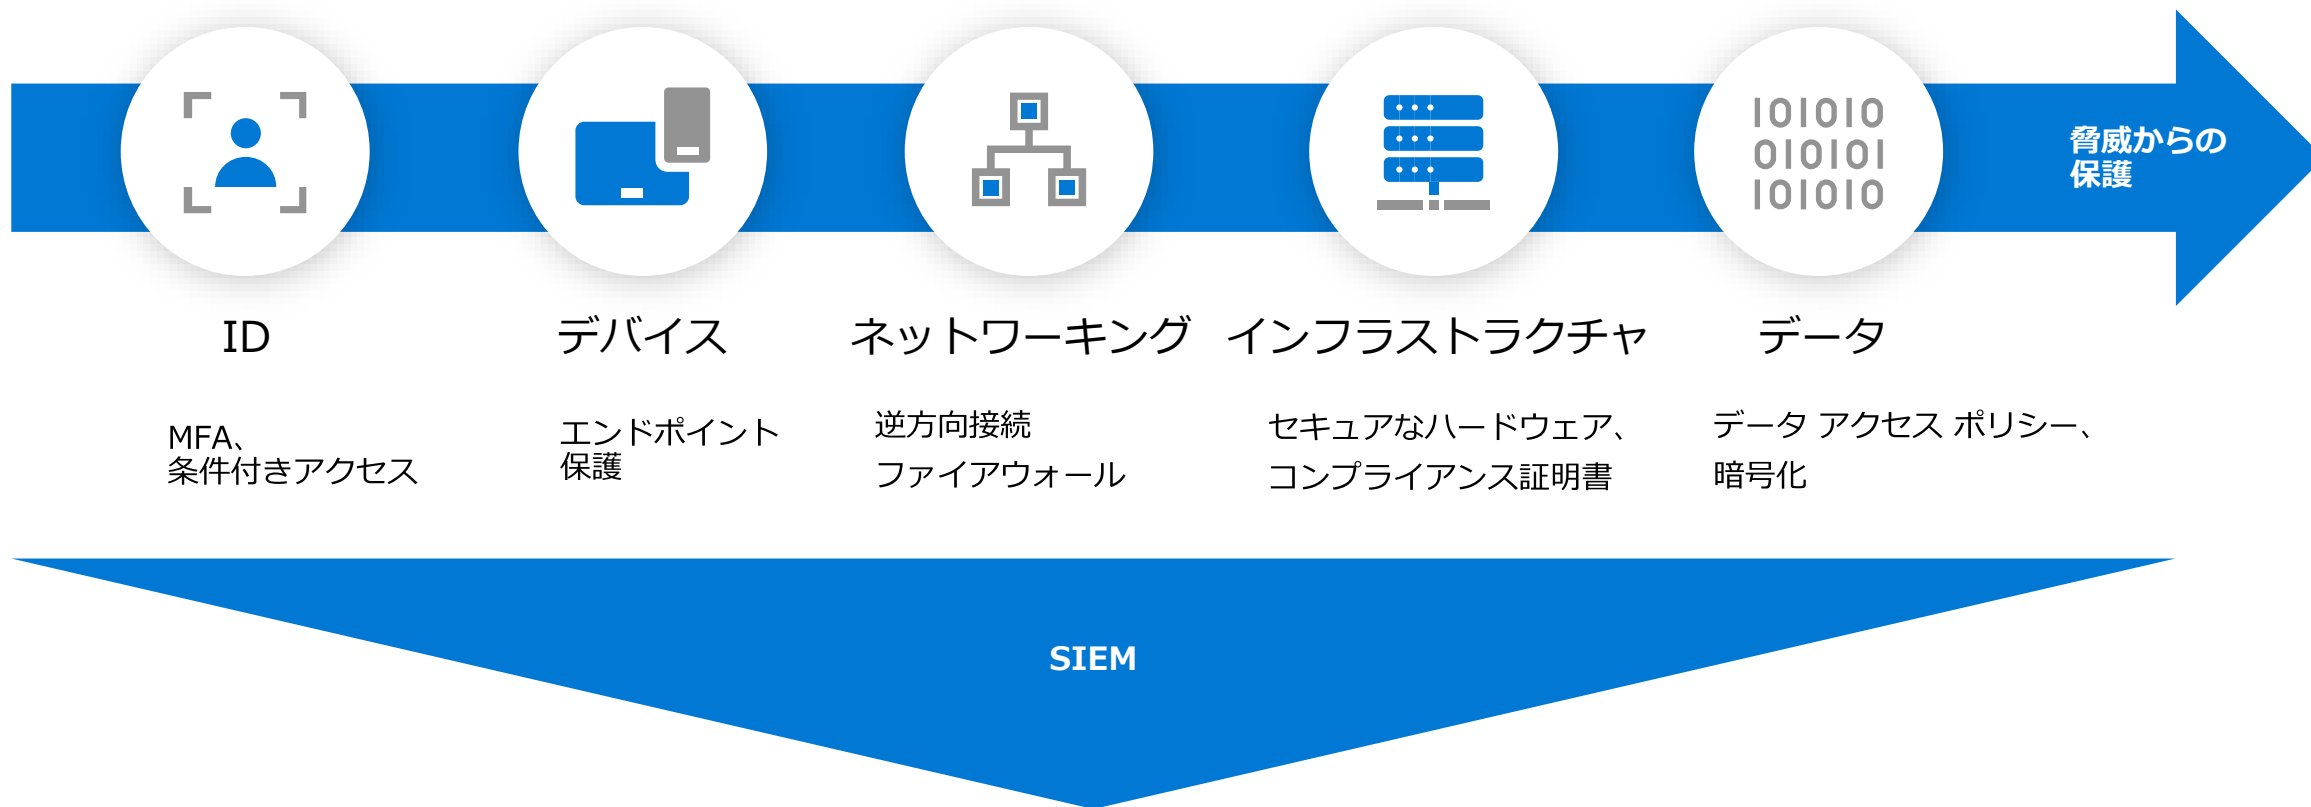 101010
010101
101010
脅威からの
保護
ID
デバイス
ネットワーキング
インフラストラクチャ
データ
MFA、
条件付きアクセス
エンドポイント
保護
逆方向接続
ファイアウォール
セキュアなハードウェア、
コンプライアンス証明書
データ アクセス ポリシー、
暗号化
SIEM